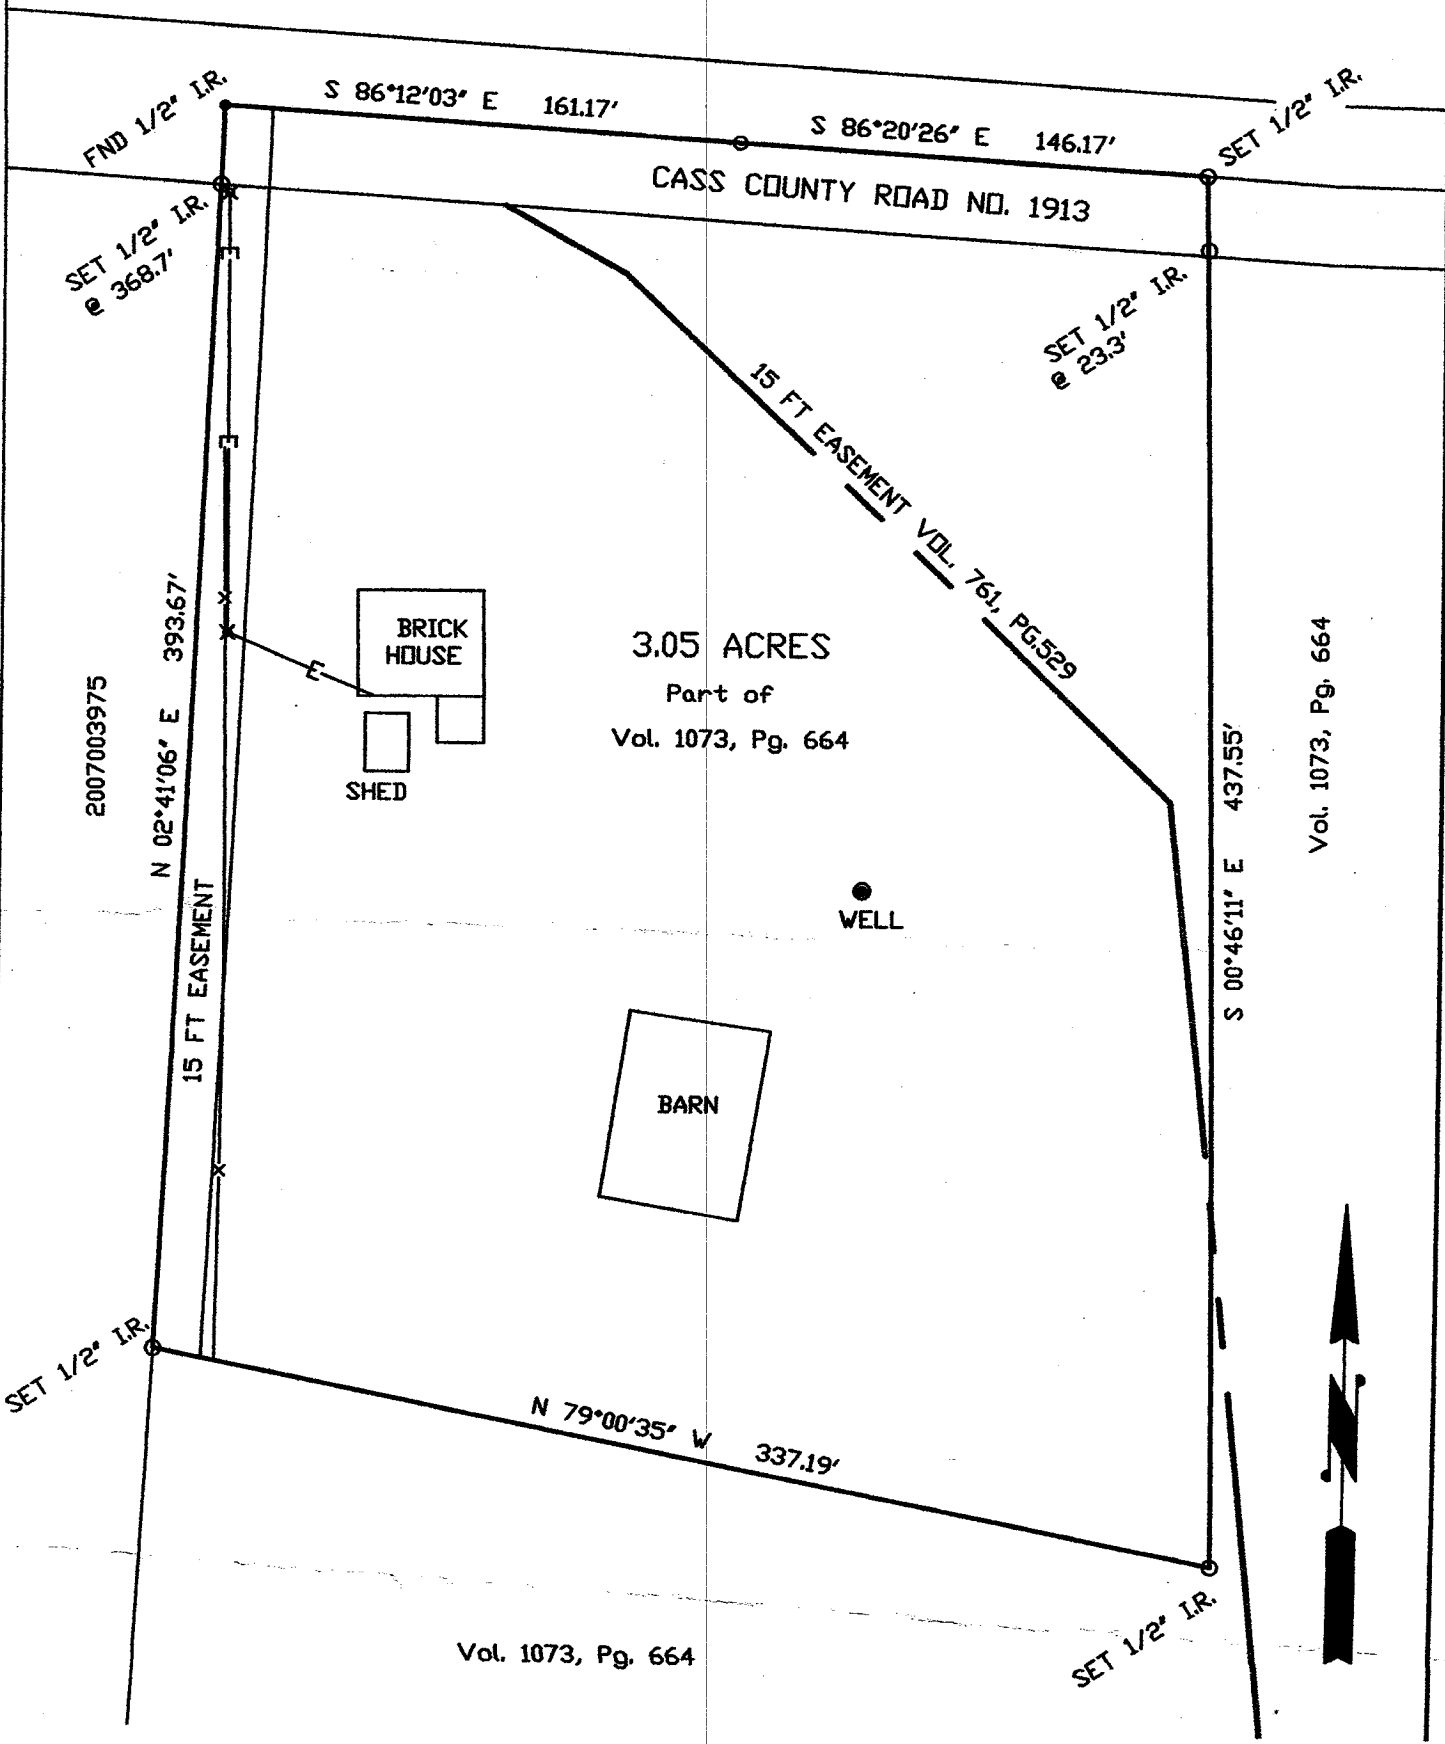 FND 1/2" I.R.
S 86°12'03" E 161.17'
S 86°20'26" E 146.17'
SET 1/2" I.R.
CASS COUNTY ROAD NO. 1913
SET 1/2" I.R.
@ 368.7'
SET 1/2" I.R.
@ 23.3'
15 FT EASEMENT VOL. 761, PG.529
E
E
BRICK
HOUSE
E
SHED
3.05 ACRES
Part of
Vol. 1073, Pg. 664
2007003975
N 02°41'06" E 393.67'
15 FT EASEMENT
WELL
BARN
S 00°46'11" E 437.55'
Vol. 1073, Pg. 664
SET 1/2" I.R.
N 79°00'35" W 337.19'
N
SET 1/2" I.R.
Vol. 1073, Pg. 664